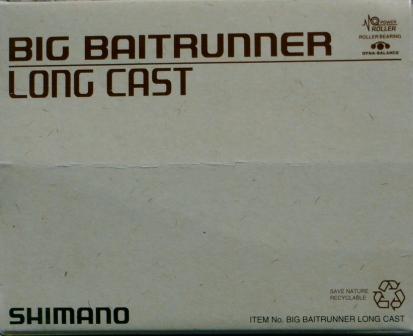 BIG BAITRUNNER
LONG CAST
POWER
ROLLER
ROLLER BEARING
DYNA-BALANCE
SAVE NATURE
RECYCLABLE
SHIMANO
ITEM No. BIG BAITRUNNER LONG CAST